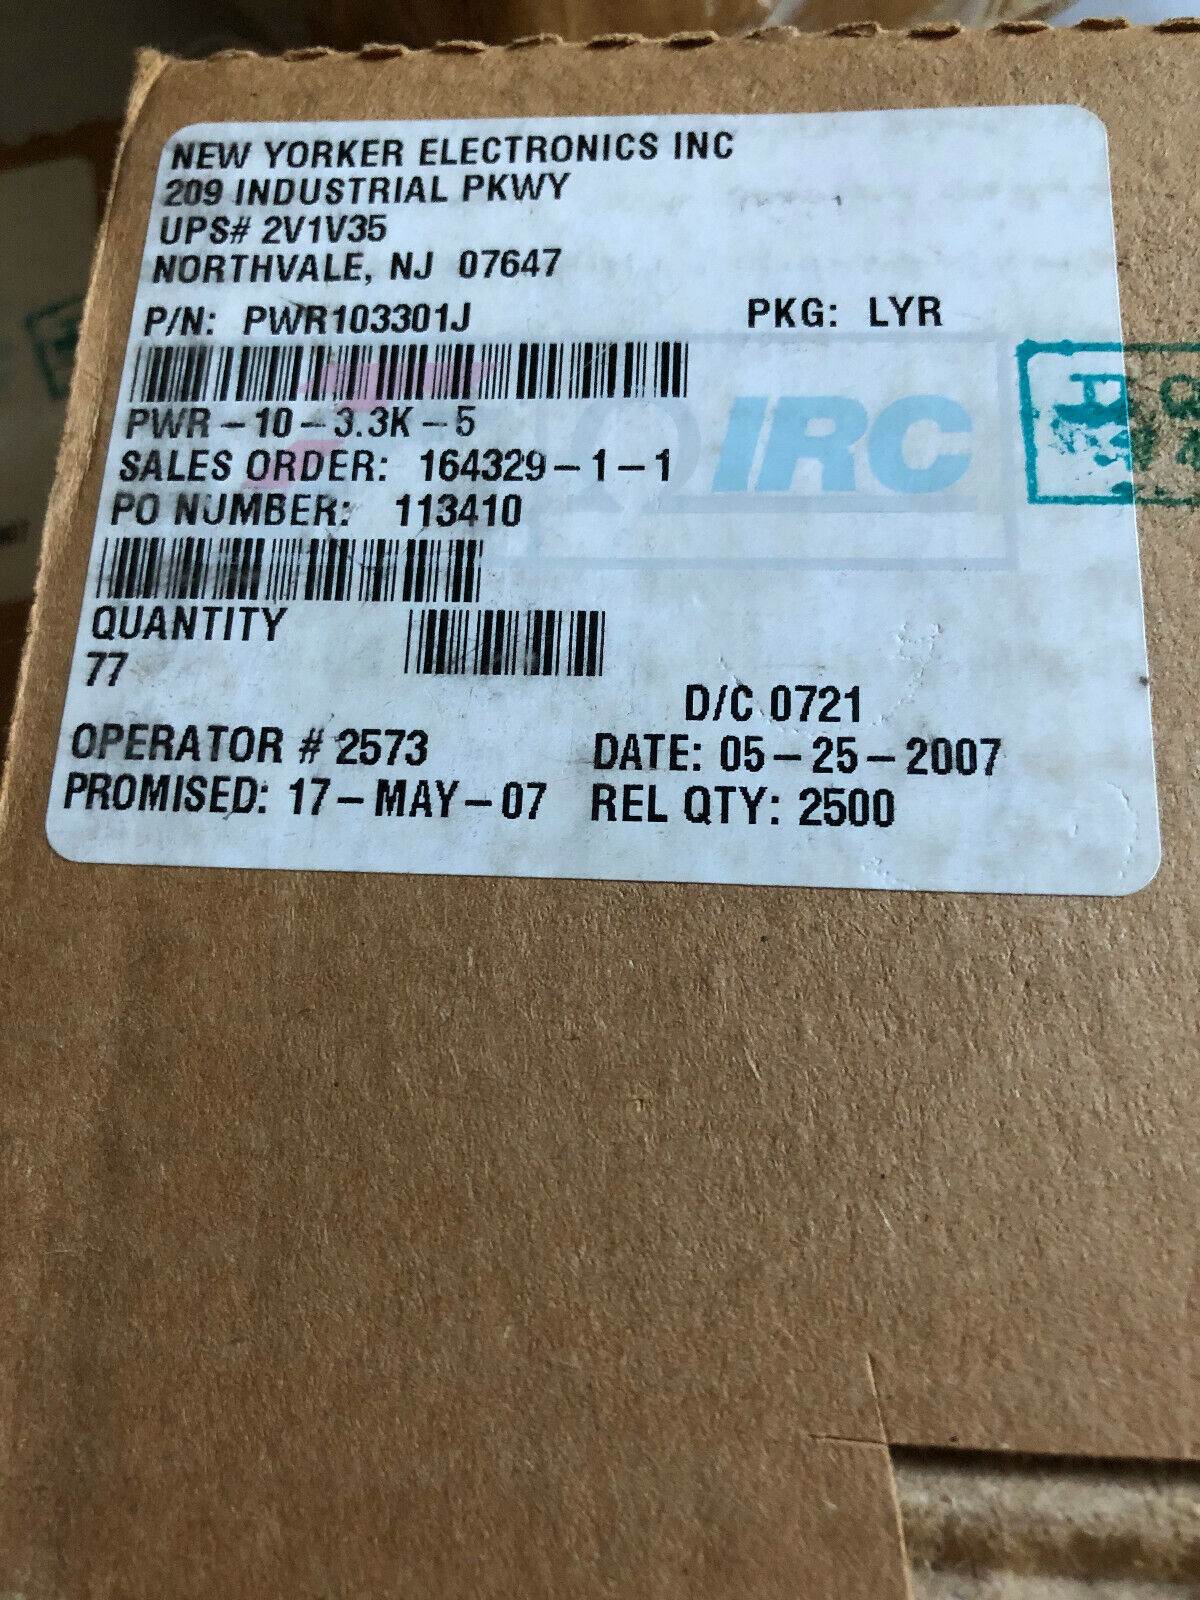 NEW YORKER ELECTRONICS INC
209 INDUSTRIAL PKWY
UPS# 2V1V35
NORTHVALE, NJ 07647
P/N: PWR103301J PKG: LYR
PWR-10-3.3K-5
IRC
SALES ORDER: 164329-1-1
PO NUMBER: 113410
QUANTITY
77
D/C 0721
OPERATOR # 2573 DATE: 05-25-2007
PROMISED: 17-MAY-07 REL QTY: 2500